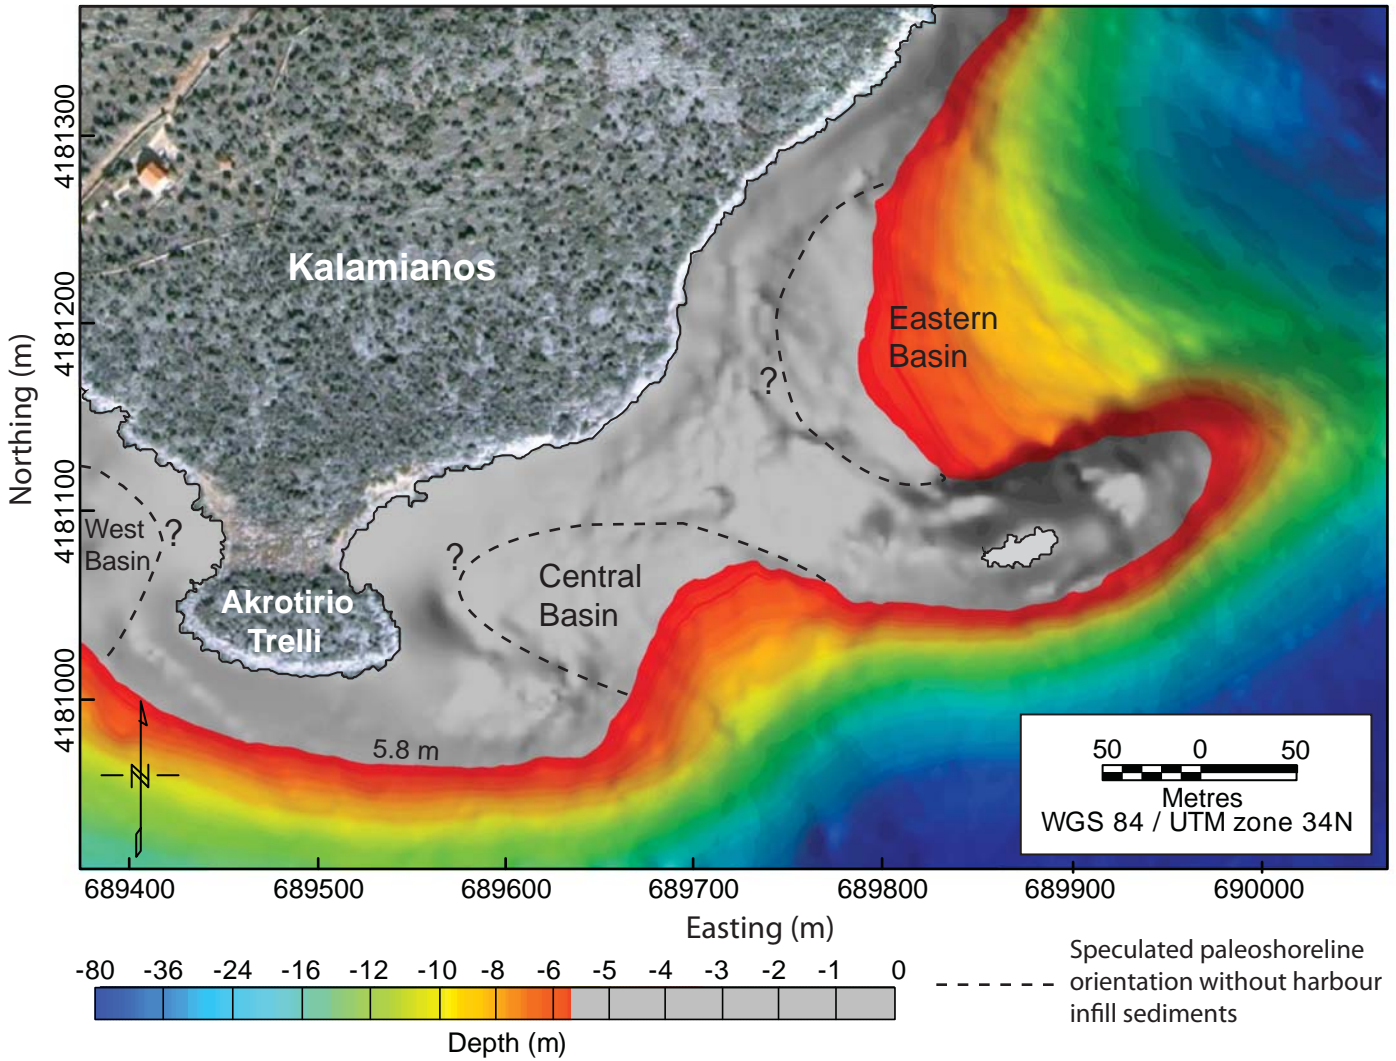 4181300
4181200
4181100
4181000
Northing (m)
Kalamianos
Eastern
Basin
?
West
Basin
?
?
Central
Basin
Akrotirio
Trelli
5.8 m
N
50 0 50
Metres
WGS 84 / UTM zone 34N
689400 689500 689600 689700 689800 689900 690000
Easting (m)
-80 -36 -24 -16 -12 -10 -8 -6 -5 -4 -3 -2 -1 0
Depth (m)
Speculated paleoshoreline
orientation without harbour
infill sediments